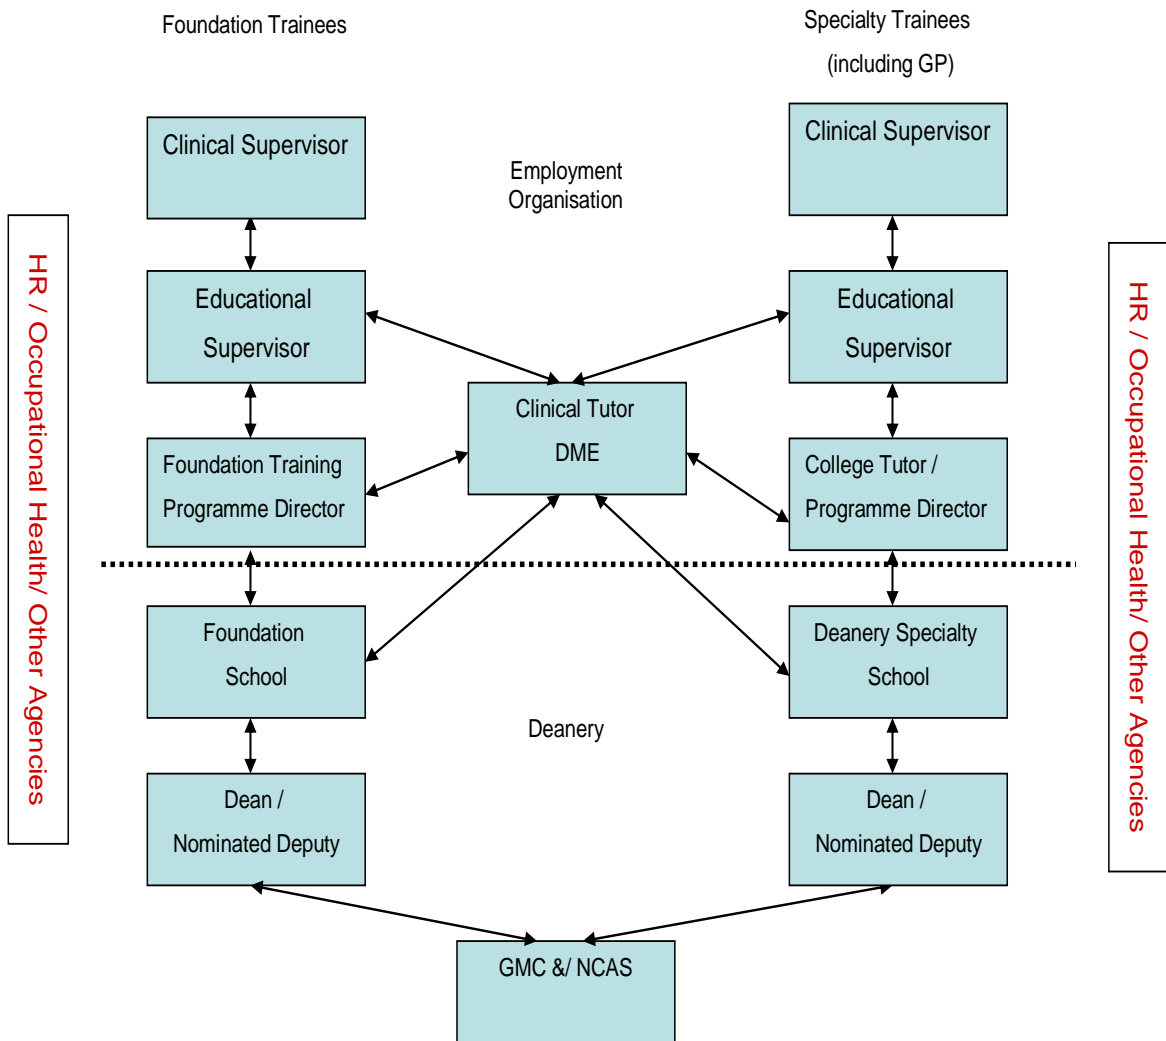 Foundation Trainees
Specialty Trainees
(including GP)
Clinical Supervisor
Clinical Supervisor
Employment
Organisation
HR / Occupational Health/ Other Agencies
HR / Occupational Health/ Other Agencies
Educational
Supervisor
Educational
Supervisor
Clinical Tutor
DME
Foundation Training
Programme Director
College Tutor /
Programme Director
Foundation
School
Deanery Specialty
School
Deanery
Dean /
Nominated Deputy
Dean /
Nominated Deputy
GMC &/ NCAS